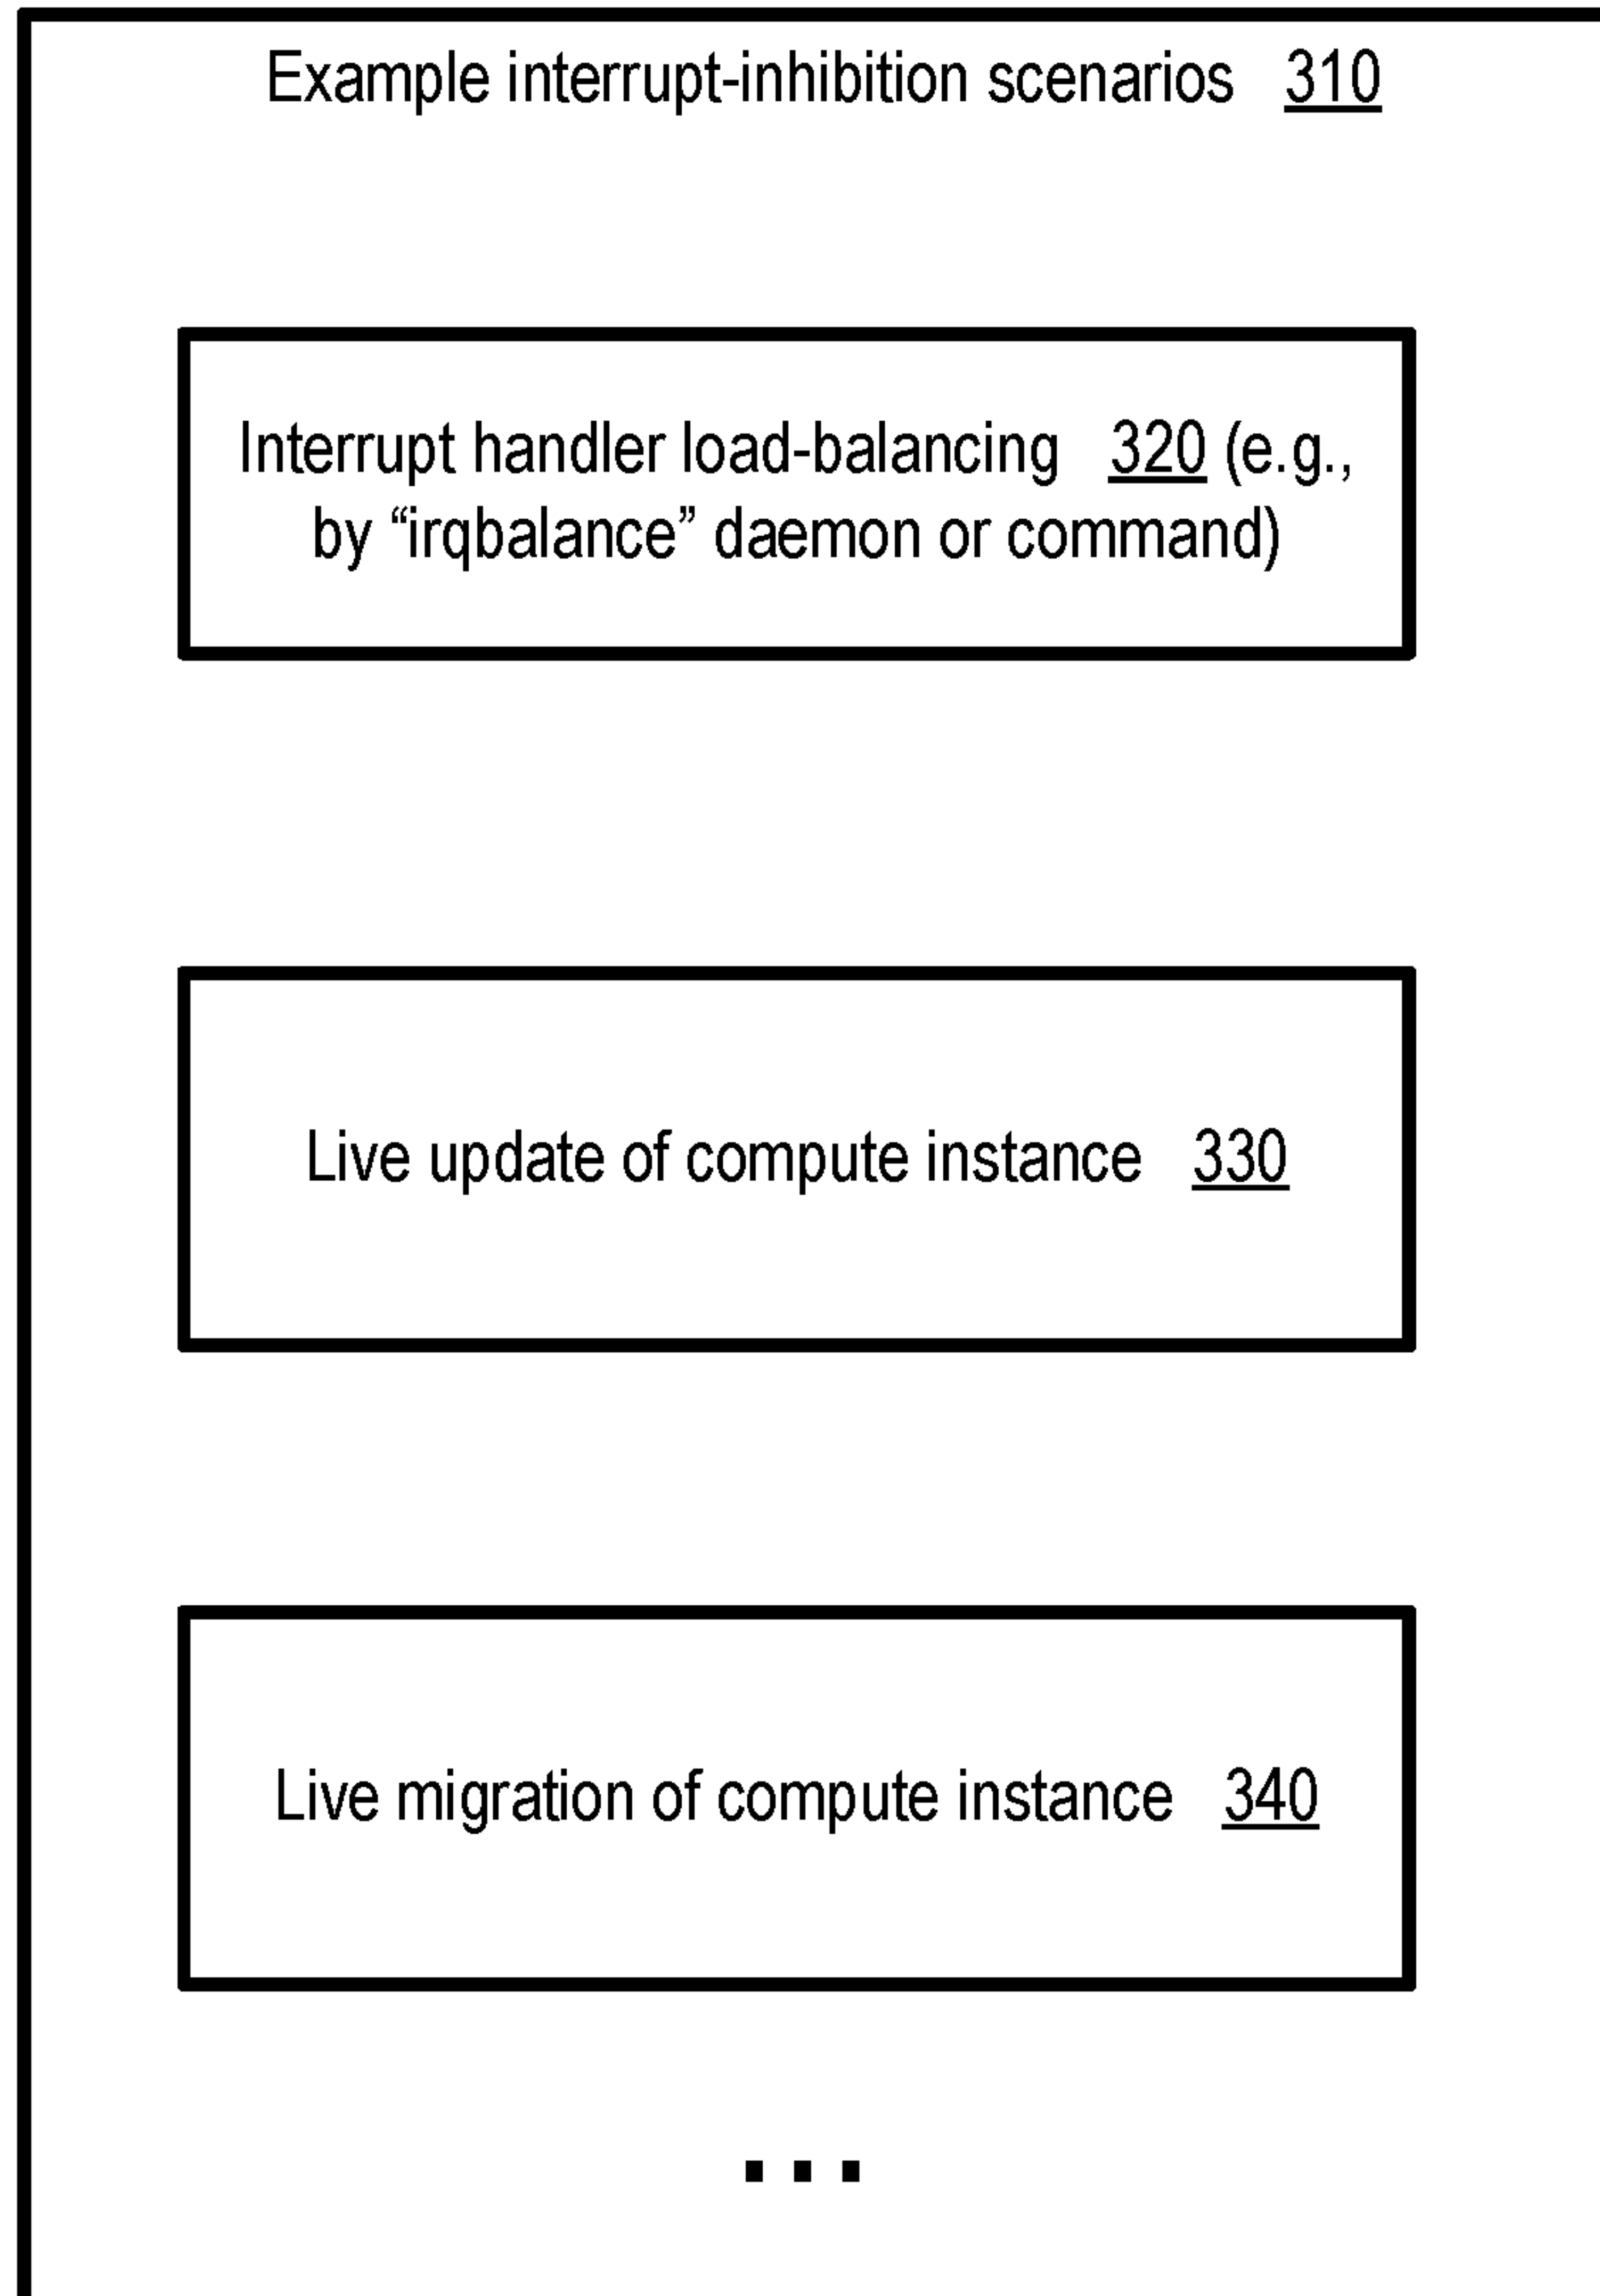 Example interrupt-inhibition scenarios 310
Interrupt handler load-balancing 320 (e.g.,
by “irqbalance” daemon or command)
Live update of compute instance 330
Live migration of compute instance 340
...